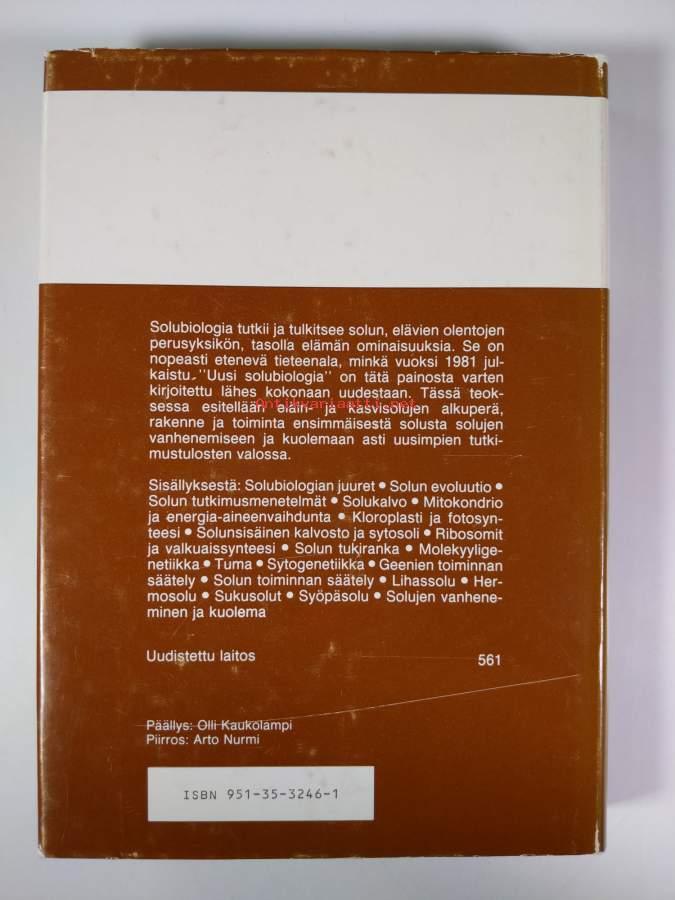 Solubiologia tutkii ja tulkitsee solun, elävien olentojen
perusyksikön, tasolla elämän ominaisuuksia. Se on
nopeasti etenevä tieteenala, minkä vuoksi 1981 jul-
kaistu "Uusi solubiologia" on tätä painosta varten
kirjoitettu lähes kokonaan uudestaan. Tässä teok-
sessa esitellään eläin- ja kasvisolujen alkuperä,
Antikvariaatti.net
rakenne ja toiminta ensimmäisestä solusta solujen
vanhenemiseen ja kuolemaan asti uusimpien tutki-
mustulosten valossa.
Sisällyksestä: Solubiologian juuret • Solun evoluutio •
Solun tutkimusmenetelmät • Solukalvo • Mitokondrio
ja energia-aineenvaihdunta • Kloroplasti ja fotosyn-
teesi • Solunsisäinen kalvosto ja sytosoli • Ribosomit
ja valkuaissynteesi • Solun tukiranka • Molekyylige-
netiikka • Tuma • Sytogenetiikka • Geenien toiminnan
säätely • Solun toiminnan säätely • Lihassolu • Her-
mosolu • Sukusolut • Syöpäsolu • Solujen vanhene-
minen ja kuolema
Uudistettu laitos 561
Päällys: Olli Kaukolampi
Piirros: Arto Nurmi
ISBN 951-35-3246-1